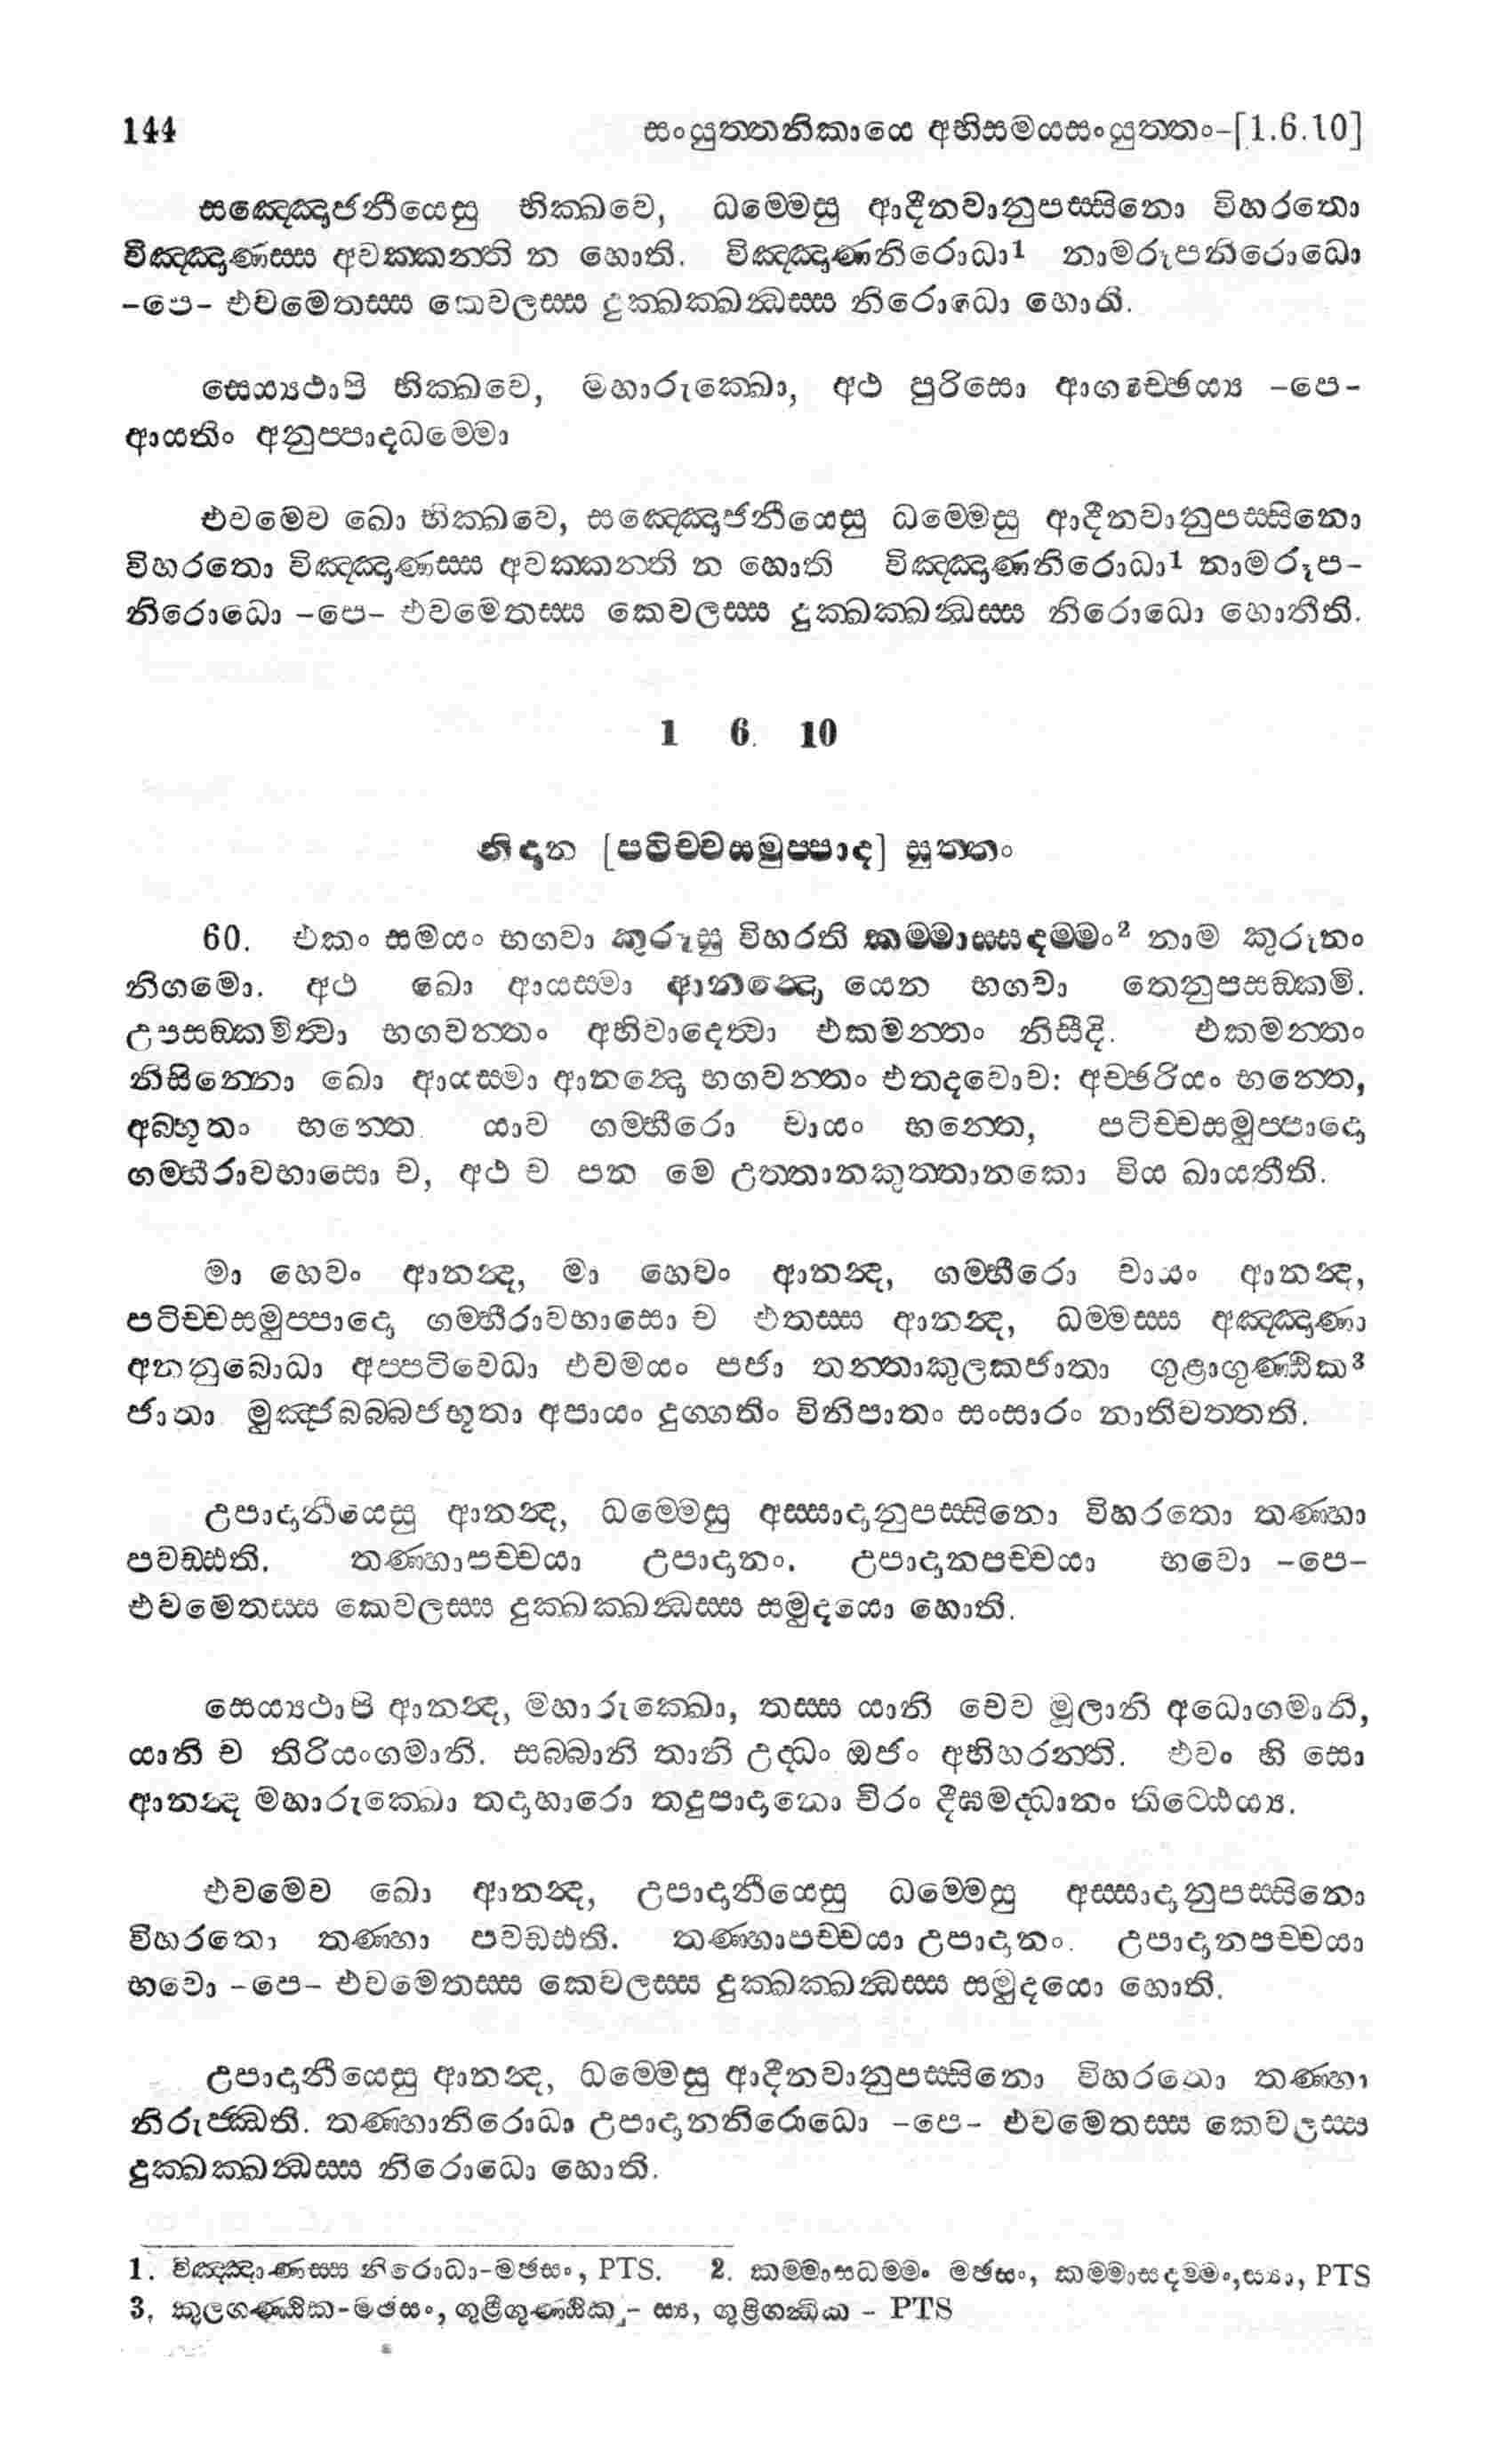 144 සංයුත්තනිකායෙ අභිසමයසංයුත්තං-[1.6.10]
සඤ්ඤොජනීයෙසු භික්ඛවෙ, ධම්මෙසු ආදීනවානුපස්සිනො විහරතො
විඤ්ඤාණස්ස අවක්කන්ති න හොති. විඤ්ඤාණනිරොධා1 නාමරූපනිරොධො
-පෙ- එවමෙතස්ස කෙවලස්ස දුක්ඛක්ඛන්ධස්ස නිරොධො හොති.
සෙය්‍යථාපි භික්ඛවෙ, මහාරුක්ඛො, අථ පුරිසො ආගච්ඡෙය්‍ය -පෙ-
ආයතිං අනුප්පාදධම්මො
එවමෙව ඛො භික්ඛවෙ, සඤ්ඤොජනීයෙසු ධම්මෙසු ආදීනවානුපස්සිනො
විහරතො විඤ්ඤාණස්ස අවක්කන්ති න හොති විඤ්ඤාණනිරොධා1 නාමරූප-
නිරොධො -පෙ- එවමෙතස්ස කෙවලස්ස දුක්ඛක්ඛන්ධස්ස නිරොධො හොතීති.
1 6. 10
නිදාන [පටිච්චසමුප්පාද] සුත්තං
60. එකං සමයං භගවා කුරූසු විහරති කම්මාස්සදම්මං2 නාම කුරූනං
නිගමො. අථ ඛො ආයස්මා ආනන්දො යෙන භගවා තෙනුපසඞ්කමි.
උපසඞ්කමිත්වා භගවන්තං අභිවාදෙත්වා එකමන්තං නිසීදි. එකමන්තං
නිසින්නො ඛො ආයස්මා ආනන්දො භගවන්තං එතදවොච: අච්ඡරියං භන්තෙ,
අබ්භූතං භන්තෙ යාව ගම්භීරො චායං භන්තෙ, පටිච්චසමුප්පාදො
ගම්භීරාවභාසො ච, අථ ච පන මෙ උත්තානකුත්තානකො විය ඛායතීති.
මා හෙවං ආනන්ද, මා හෙවං ආනන්ද, ගම්භීරො චායං ආනන්ද,
පටිච්චසමුප්පාදො ගම්භීරාවභාසො ච එතස්ස ආනන්ද, ධම්මස්ස අඤ්ඤාණා
අනනුබොධා අප්පටිවෙධා එවමයං පජා තන්තාකුලකජාතා ගුළාගුණ්ඨික3
ජාතා මුඤ්ජබබ්බජභූතා අපායං දුග්ගතිං විනිපාතං සංසාරං නාතිවත්තති.
උපාදානීයෙසු ආනන්ද, ධම්මෙසු අස්සාදානුපස්සිනො විහරතො තණ්හා
පවඩ්ඪති. තණ්හාපච්චයා උපාදානං. උපාදානපච්චයා භවො -පෙ-
එවමෙතස්ස කෙවලස්ස දුක්ඛක්ඛන්ධස්ස සමුදයො හොති.
සෙය්‍යථාපි ආනන්ද, මහාරුක්ඛො, තස්ස යානි චෙව මූලානි අධොගමානි,
යානි ච තිරියංගමානි. සබ්බානි තානි උද්ධං ඔජං අභිහරන්ති. එවං හි සො
ආනන්ද මහාරුක්ඛො තදාහාරො තදුපාදානො චිරං දීඝමද්ධානං තිට්ඨෙය්‍ය.
එවමෙව ඛො ආනන්ද, උපාදානීයෙසු ධම්මෙසු අස්සාදානුපස්සිනො
විහරතො තණ්හා පවඩ්ඪති. තණ්හාපච්චයා උපාදානං. උපාදානපච්චයා
භවො -පෙ- එවමෙතස්ස කෙවලස්ස දුක්ඛක්ඛන්ධස්ස සමුදයො හොති.
උපාදානීයෙසු ආනන්ද, ධම්මෙසු ආදීනවානුපස්සිනො විහරතො තණ්හා
නිරුජ්ඣති. තණ්හානිරොධා උපාදානනිරොධො -පෙ- එවමෙතස්ස කෙවලස්ස
දුක්ඛක්ඛන්ධස්ස නිරොධො හොති.
1. විඤ්ඤාණස්ස නිරොධා-මඡසං, PTS. 2. කම්මාසධම්මං මඡසං, කම්මාසදම්මං,ස්‍යා, PTS
3, කුලගණ්ඨික-මඡසං, ගුළීගුණ්ඨික - ස්‍ය, ගුළිගන්ධික - PTS